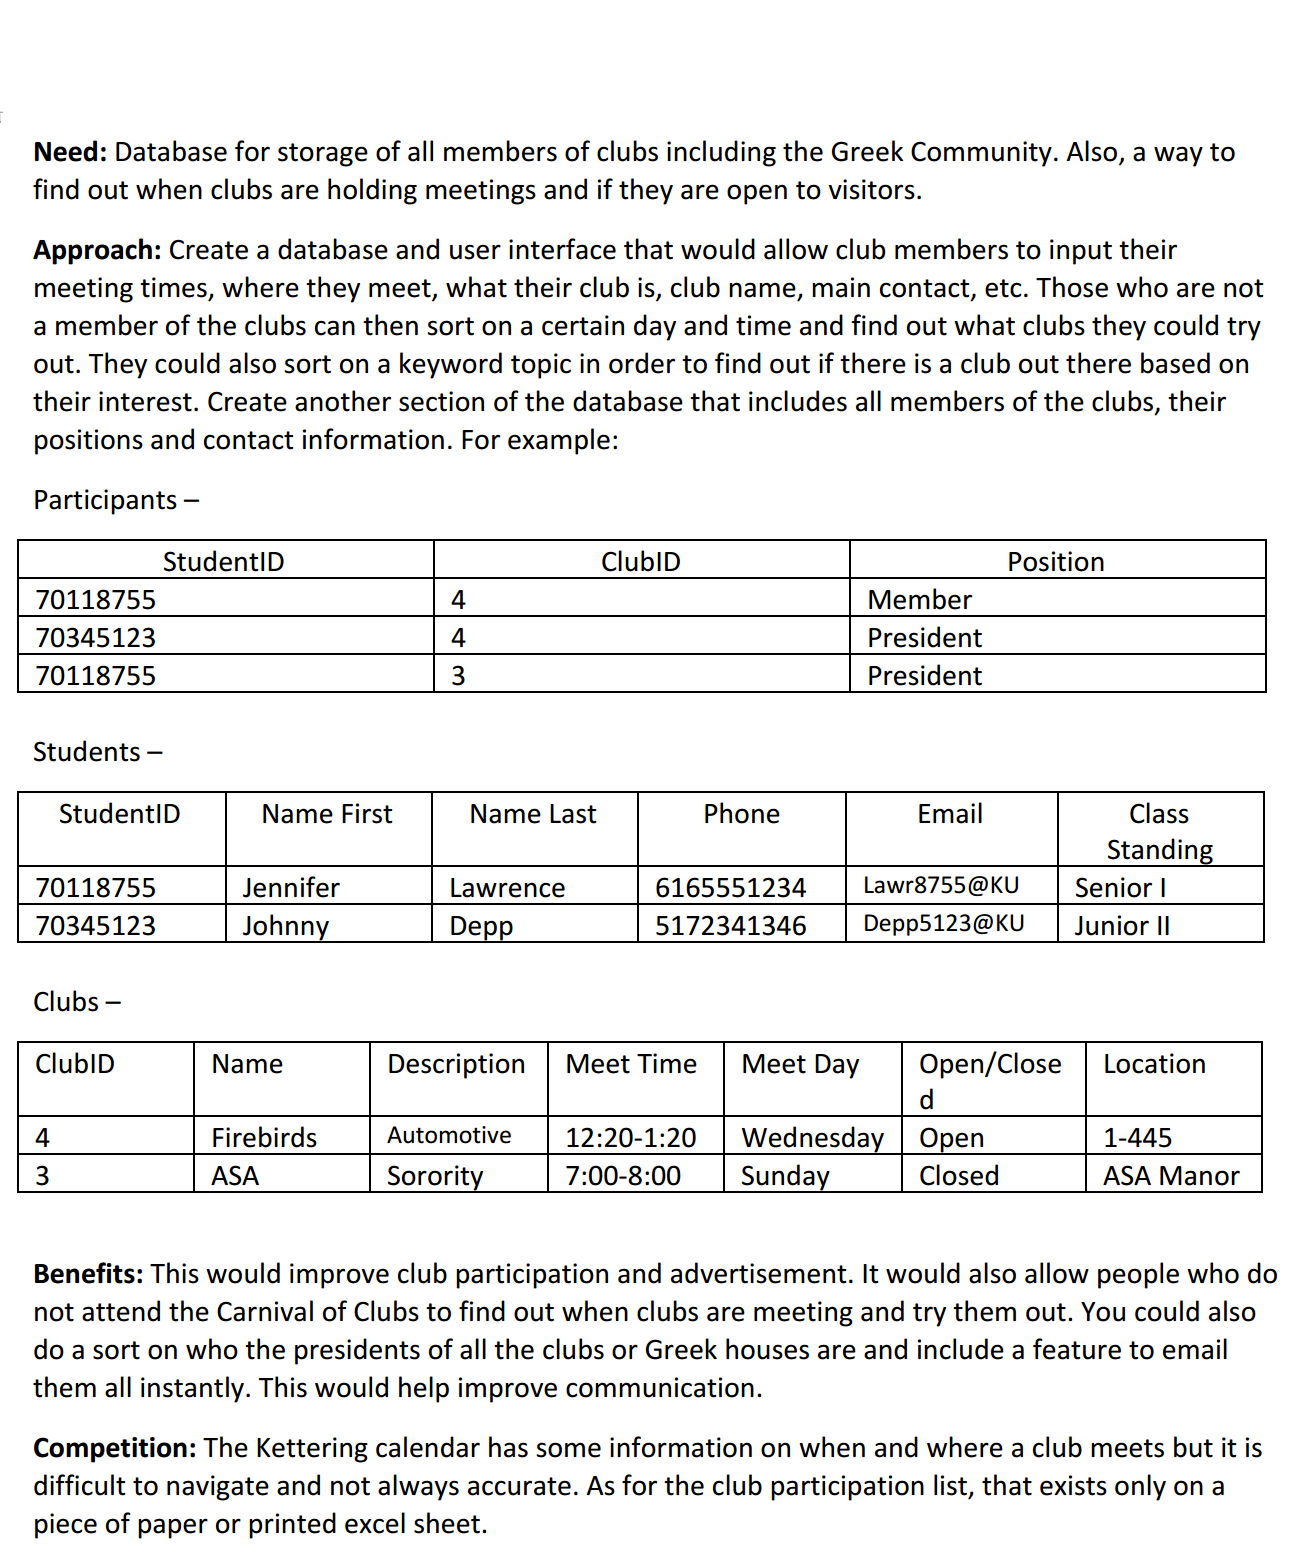 Need: Database for storage of all members of clubs including the Greek Community. Also, a way to
find out when clubs are holding meetings and if they are open to visitors.
Approach: Create a database and user interface that would allow club members to input their
meeting times, where they meet, what their club is, club name, main contact, etc. Those who are not
a member of the clubs can then sort on a certain day and time and find out what clubs they could try
out. They could also sort on a keyword topic in order to find out if there is a club out there based on
their interest. Create another section of the database that includes all members of the clubs, their
positions and contact information. For example:
Participants –
StudentID ClubID Position
70118755 4 Member
70345123 4 President
70118755 3 President
Students –
StudentID Name First Name Last Phone Email Class
Standing
70118755 Jennifer Lawrence 6165551234 Lawr8755@KU Senior I
70345123 Johnny Depp 5172341346 Depp5123@KU Junior II
Clubs –
ClubID Name Description Meet Time Meet Day Open/Close Location
d
4 Firebirds Automotive 12:20-1:20 Wednesday Open 1-445
3 ASA Sorority 7:00-8:00 Sunday Closed ASA Manor
Benefits: This would improve club participation and advertisement. It would also allow people who do
not attend the Carnival of Clubs to find out when clubs are meeting and try them out. You could also
do a sort on who the presidents of all the clubs or Greek houses are and include a feature to email
them all instantly. This would help improve communication.
Competition: The Kettering calendar has some information on when and where a club meets but it is
difficult to navigate and not always accurate. As for the club participation list, that exists only on a
piece of paper or printed excel sheet.